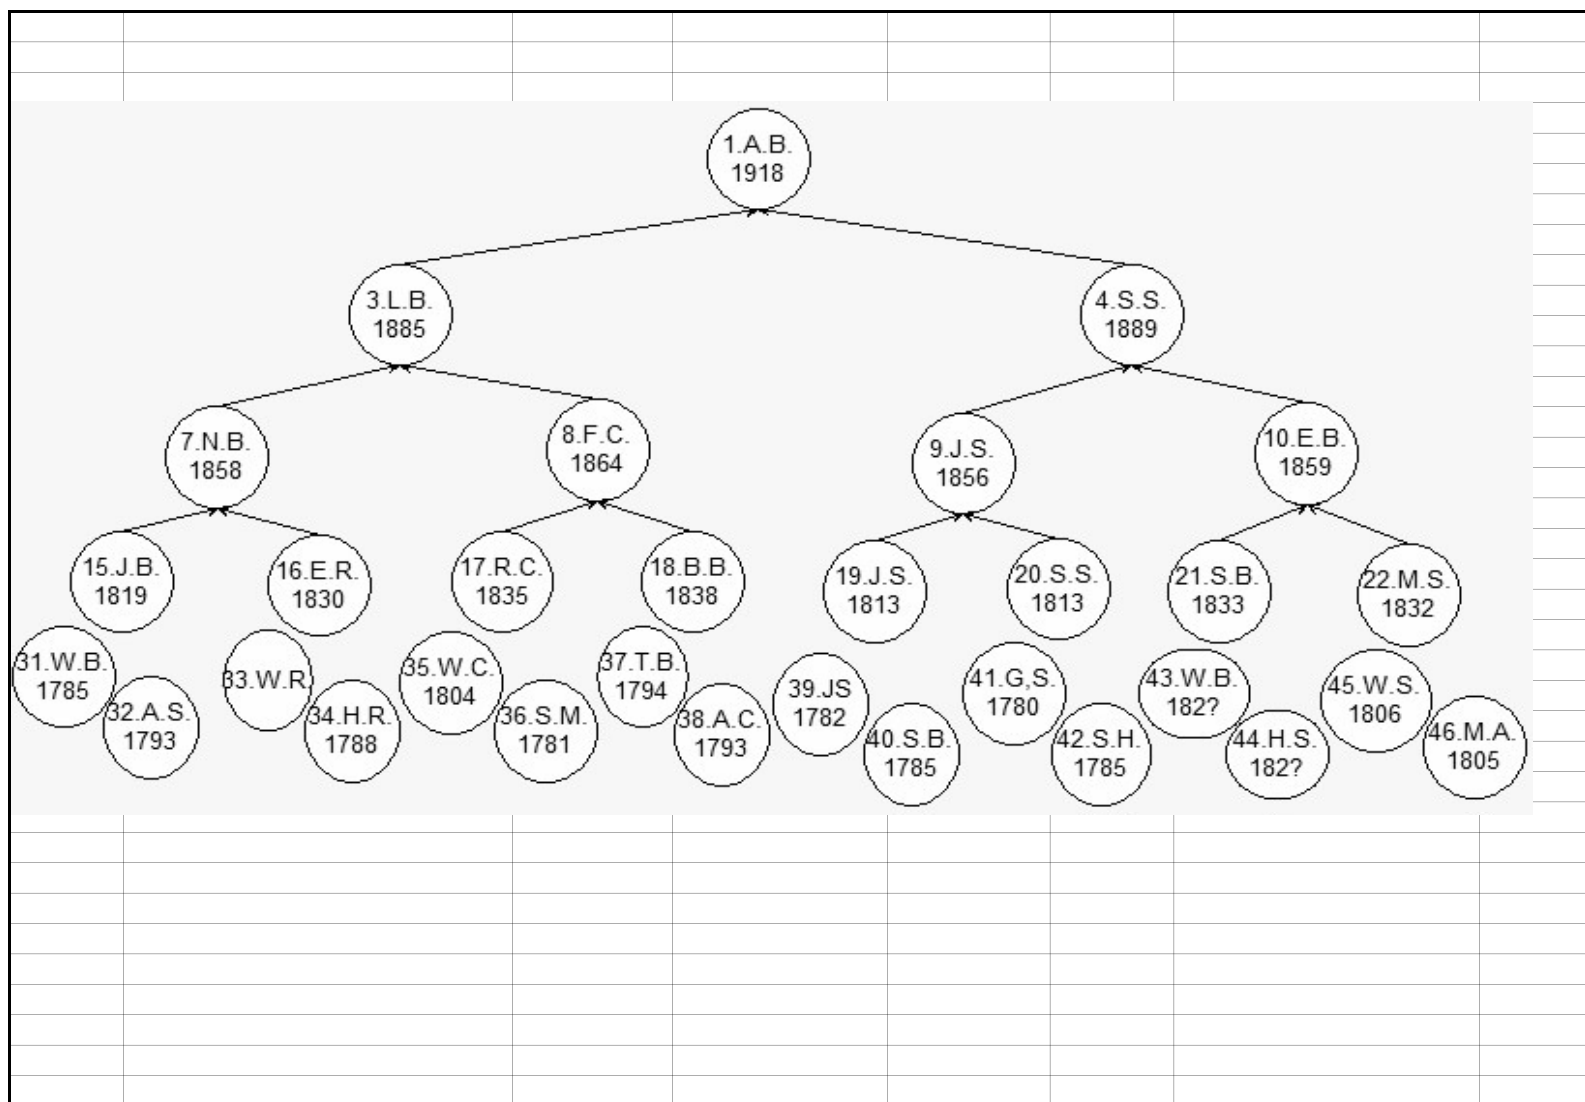 1.A.B.
1918
3.L.B.
1885
4.S.S.
1889
7.N.B.
1858
8.F.C.
1864
9.J.S.
1856
10.E.B.
1859
15.J.B.
1819
16.E.R.
1830
17.R.C.
1835
18.B.B.
1838
19.J.S.
1813
20.S.S.
1813
21.S.B.
1833
22.M.S.
1832
31.W.B.
1785
32.A.S.
1793
33.W.R.
34.H.R.
1788
35.W.C.
1804
36.S.M.
1781
37.T.B.
1794
38.A.C.
1793
39.JS
1782
40.S.B.
1785
41.G,S.
1780
42.S.H.
1785
43.W.B.
182?
44.H.S.
182?
45.W.S.
1806
46.M.A.
1805